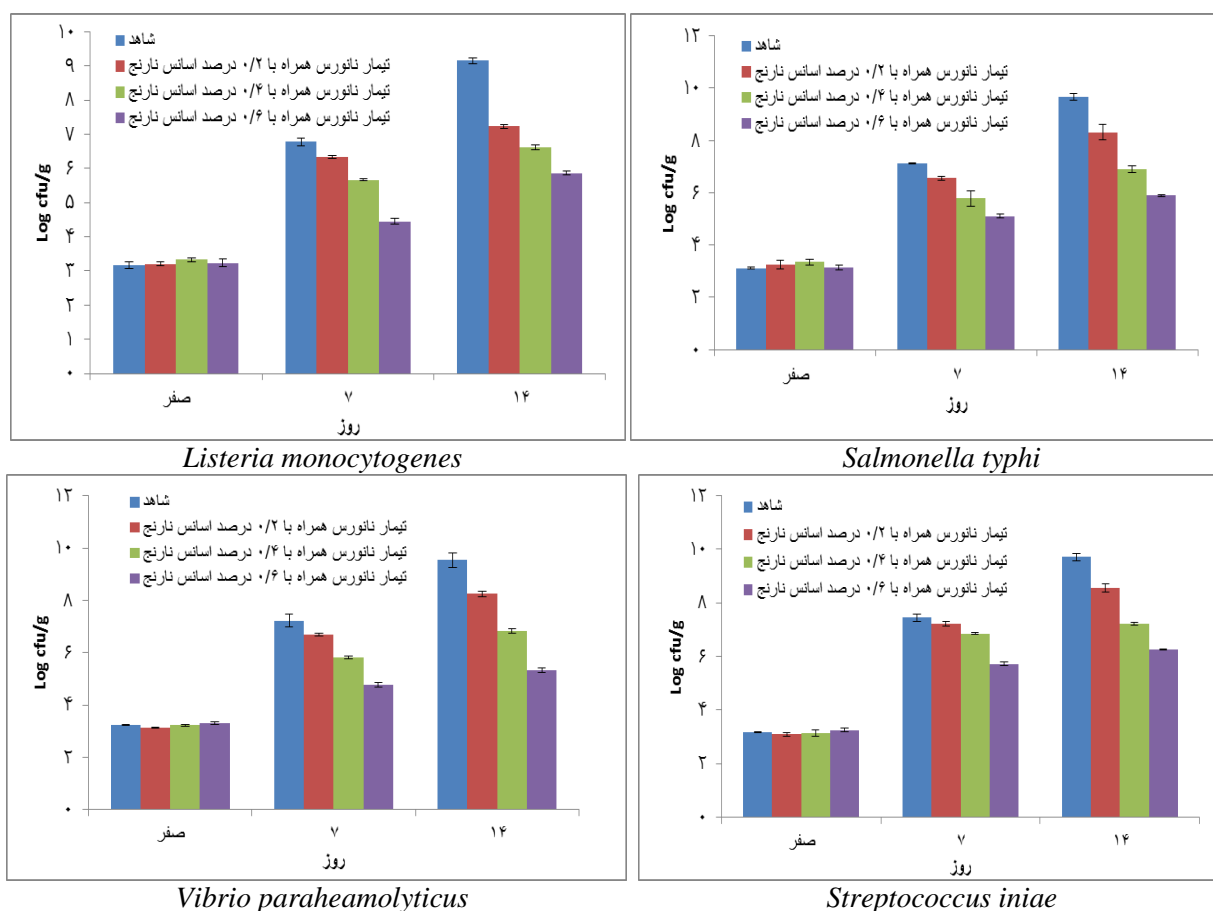 Log cfu/g
۱۰
۹
۸
۷
۶
۵
۴
۳
۲
۱
۰
شاهد
تیمار نانورس همراه با ۰/۲ درصد اسانس نارنج
تیمار نانورس همراه با ۰/۴ درصد اسانس نارنج
تیمار نانورس همراه با ۰/۶ درصد اسانس نارنج
صفر
۷
۱۴
روز
Listeria monocytogenes
Log cfu/g
۱۲
۱۰
۸
۶
۴
۲
۰
شاهد
تیمار نانورس همراه با ۰/۲ درصد اسانس نارنج
تیمار نانورس همراه با ۰/۴ درصد اسانس نارنج
تیمار نانورس همراه با ۰/۶ درصد اسانس نارنج
صفر
۷
۱۴
روز
Salmonella typhi
Log cfu/g
۱۲
۱۰
۸
۶
۴
۲
۰
شاهد
تیمار نانورس همراه با ۰/۲ درصد اسانس نارنج
تیمار نانورس همراه با ۰/۴ درصد اسانس نارنج
تیمار نانورس همراه با ۰/۶ درصد اسانس نارنج
صفر
۷
۱۴
روز
Vibrio paraheamolyticus
Log cfu/g
۱۲
۱۰
۸
۶
۴
۲
۰
شاهد
تیمار نانورس همراه با ۰/۲ درصد اسانس نارنج
تیمار نانورس همراه با ۰/۴ درصد اسانس نارنج
تیمار نانورس همراه با ۰/۶ درصد اسانس نارنج
صفر
۷
۱۴
روز
Streptococcus iniae